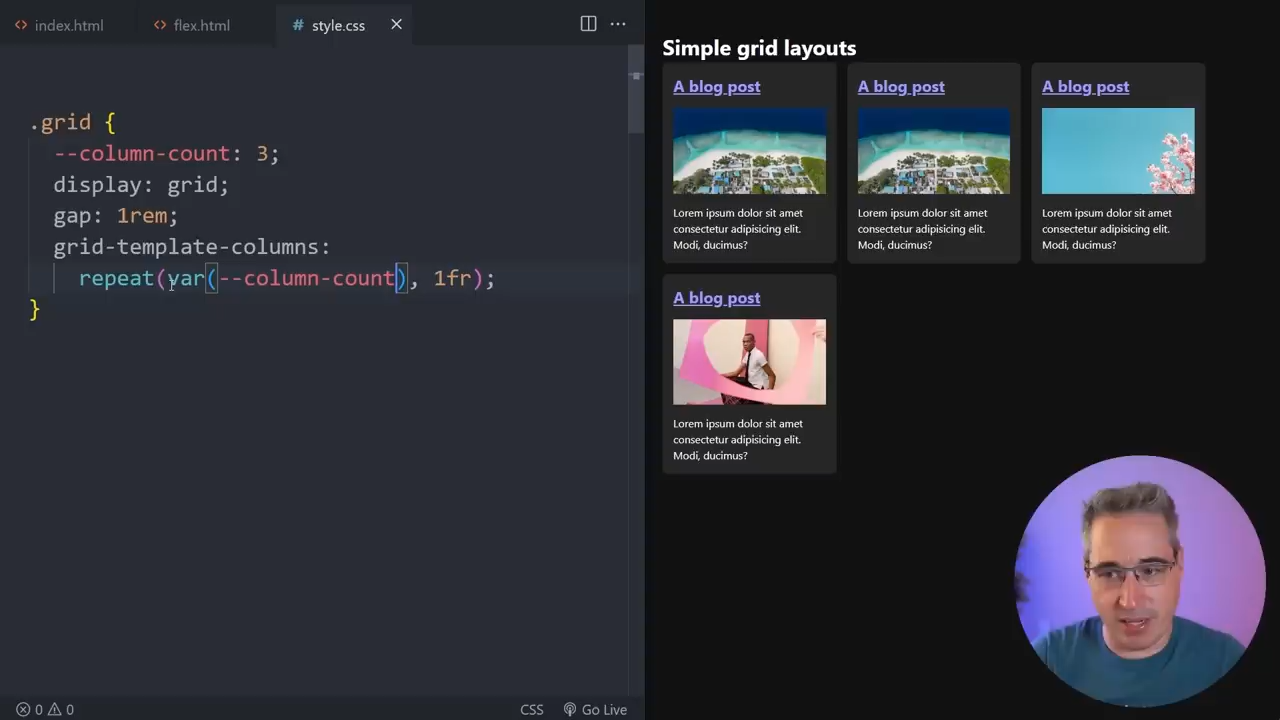 index.html
flex.html
# style.css
.grid {
--column-count: 3;
display: grid;
gap: 1rem;
grid-template-columns:
repeat(var(--column-count), 1fr);
}
0 0
CSS
Go Live
Simple grid layouts
A blog post
Lorem ipsum dolor sit amet
consectetur adipisicing elit.
Modi, ducimus?
A blog post
Lorem ipsum dolor sit amet
consectetur adipisicing elit.
Modi, ducimus?
A blog post
Lorem ipsum dolor sit amet
consectetur adipisicing elit.
Modi, ducimus?
A blog post
Lorem ipsum dolor sit amet
consectetur adipisicing elit.
Modi, ducimus?